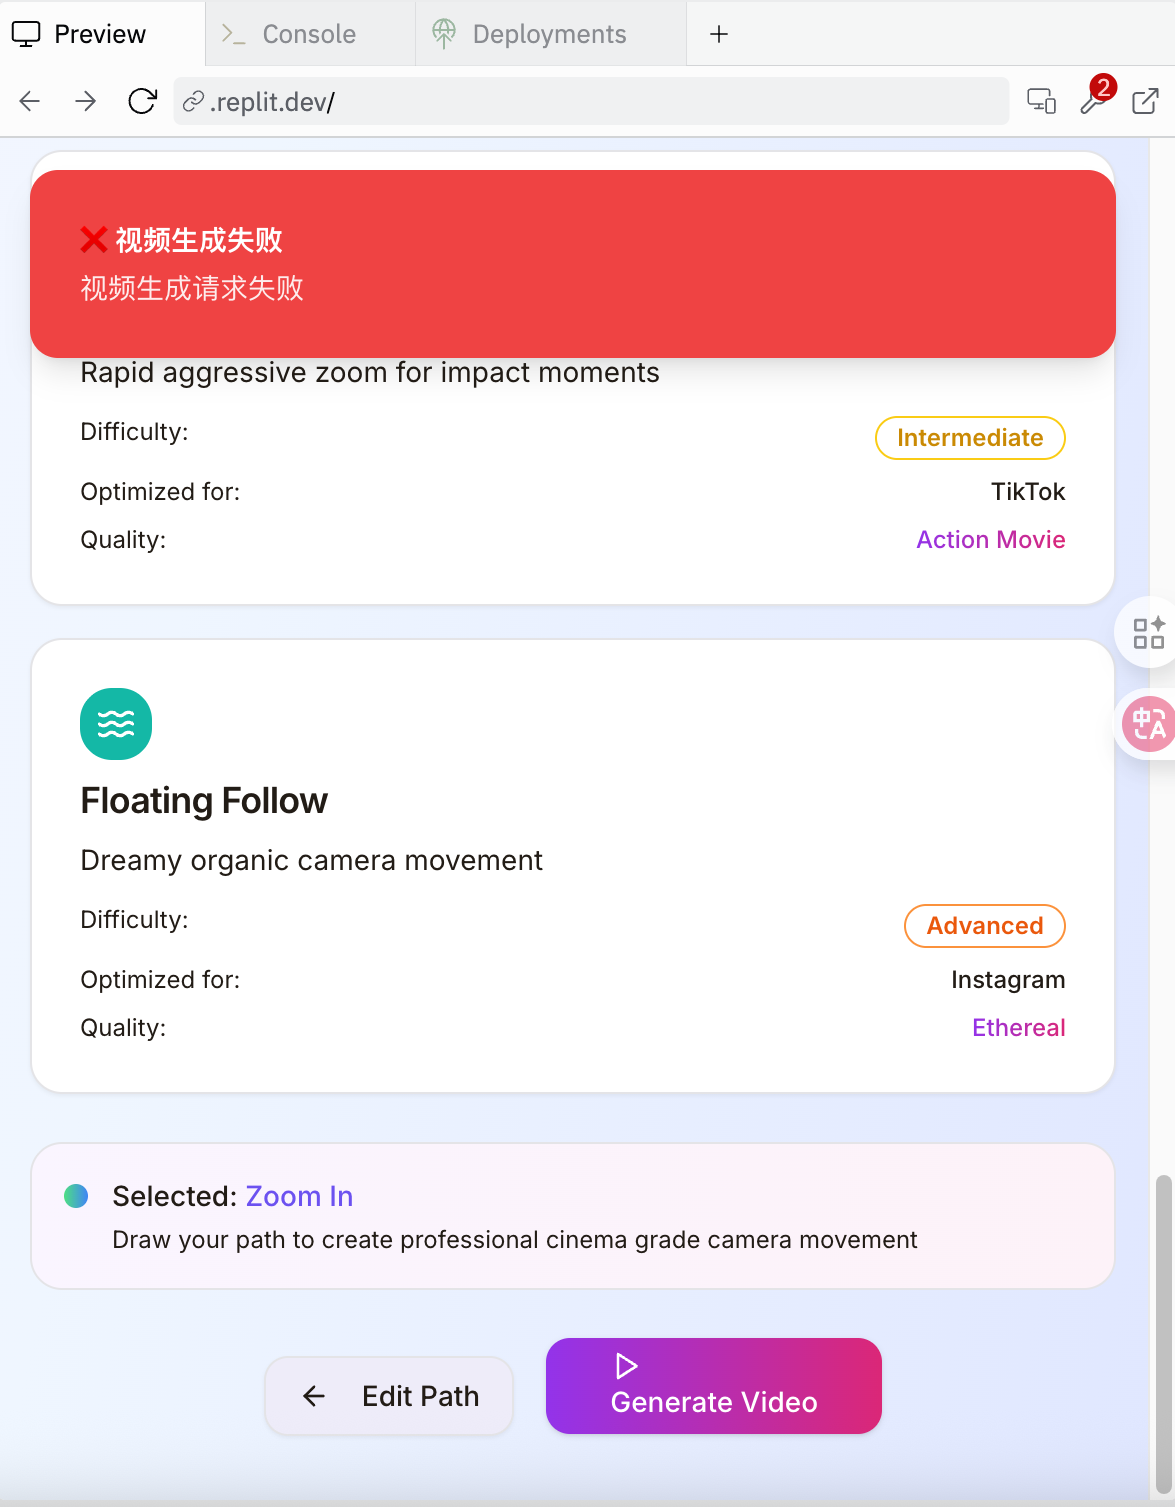 Preview
Console
Deployments
.replit.dev/
2
❌ 视频生成失败
视频生成请求失败
Rapid aggressive zoom for impact moments
Difficulty:
Intermediate
Optimized for:
TikTok
Quality:
Action Movie
中A
Floating Follow
Dreamy organic camera movement
Difficulty:
Advanced
Optimized for:
Instagram
Quality:
Ethereal
Selected: Zoom In
Draw your path to create professional cinema grade camera movement
Edit Path
Generate Video